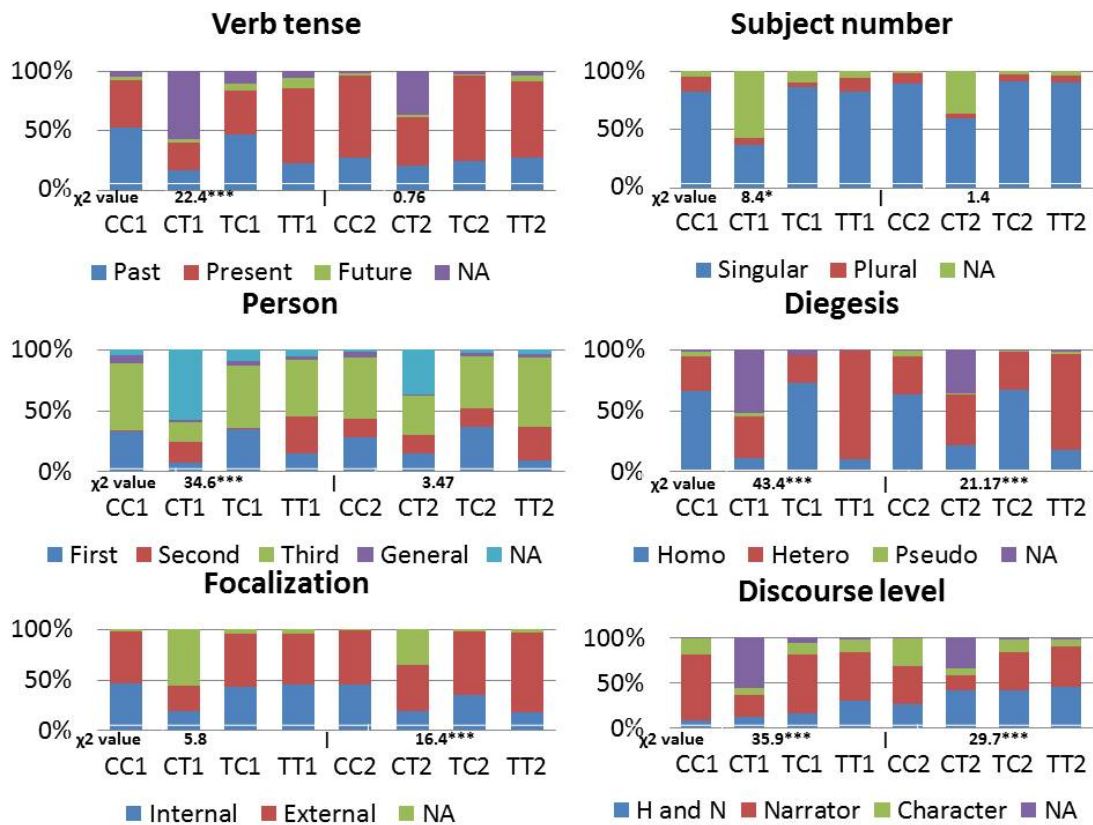 Verb tense
100%
50%
0%
χ2 value 22.4*** | 0.76
CC1 CT1 TC1 TT1 CC2 CT2 TC2 TT2
Past Present Future NA
Subject number
100%
50%
0%
χ2 value 8.4* | 1.4
CC1 CT1 TC1 TT1 CC2 CT2 TC2 TT2
Singular Plural NA
Person
100%
50%
0%
χ2 value 34.6*** | 3.47
CC1 CT1 TC1 TT1 CC2 CT2 TC2 TT2
First Second Third General NA
Diegesis
100%
50%
0%
χ2 value 43.4*** | 21.17***
CC1 CT1 TC1 TT1 CC2 CT2 TC2 TT2
Homo Hetero Pseudo NA
Focalization
100%
50%
0%
χ2 value 5.8 | 16.4***
CC1 CT1 TC1 TT1 CC2 CT2 TC2 TT2
Internal External NA
Discourse level
100%
50%
0%
χ2 value 35.9*** | 29.7***
CC1 CT1 TC1 TT1 CC2 CT2 TC2 TT2
H and N Narrator Character NA